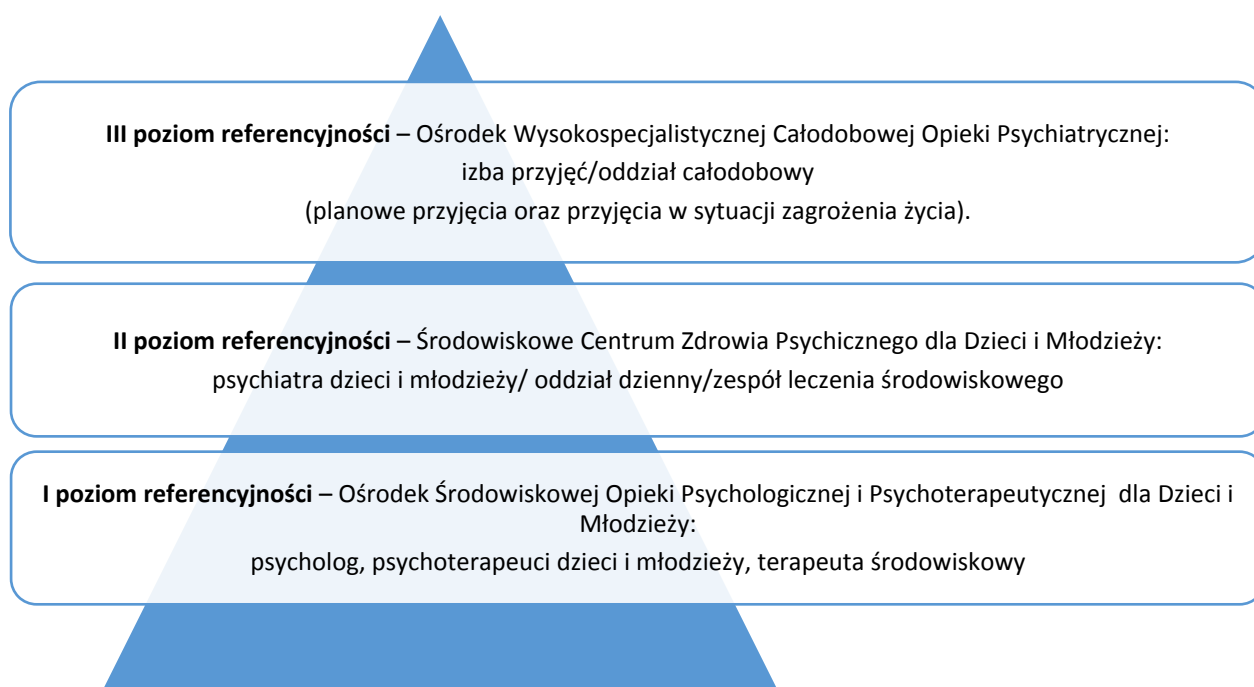 III poziom referencyjności – Ośrodek Wysokospecjalistycznej Całodobowej Opieki Psychiatrycznej:
izba przyjęć/oddział całodobowy
(planowe przyjęcia oraz przyjęcia w sytuacji zagrożenia życia).
II poziom referencyjności – Środowiskowe Centrum Zdrowia Psychicznego dla Dzieci i Młodzieży:
psychiatra dzieci i młodzieży/ oddział dzienny/zespół leczenia środowiskowego
I poziom referencyjności – Ośrodek Środowiskowej Opieki Psychologicznej i Psychoterapeutycznej  dla Dzieci i
Młodzieży:
psycholog, psychoterapeuci dzieci i młodzieży, terapeuta środowiskowy